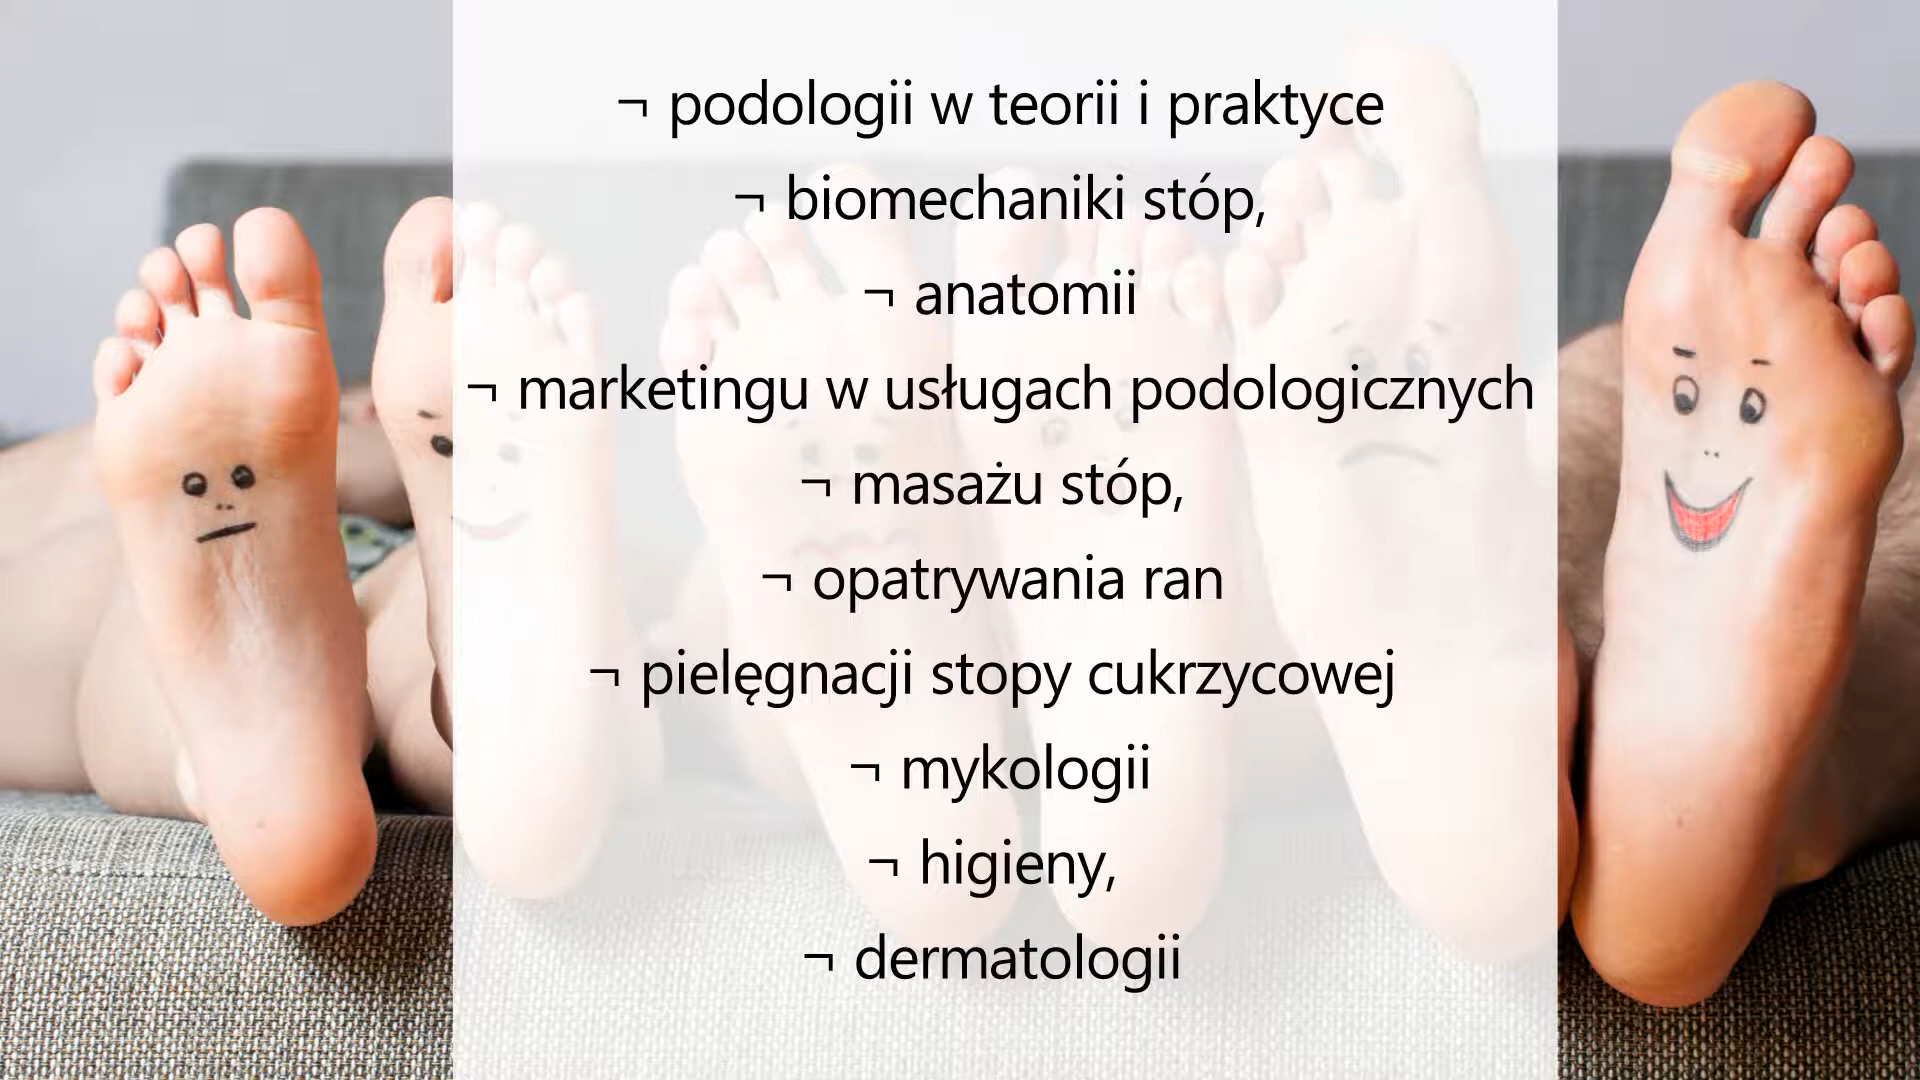 ¬ podologii w teorii i praktyce
¬ biomechaniki stóp,
¬ anatomii
¬ marketingu w usługach podologicznych
¬ masażu stóp,
¬ opatrywania ran
¬ pielęgnacji stopy cukrzycowej
¬ mykologii
¬ higieny,
¬ dermatologii